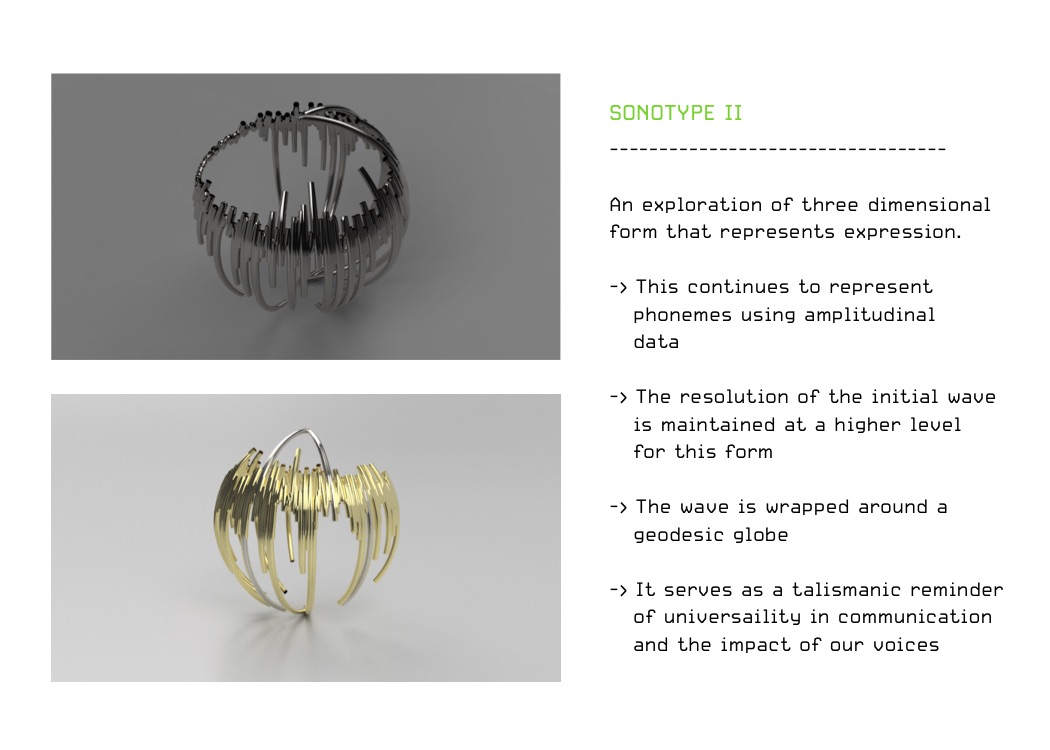 SONOTYPE II
----------------------------------
An exploration of three dimensional
form that represents expression.
-> This continues to represent
phonemes using amplitudinal
data
-> The resolution of the initial wave
is maintained at a higher level
for this form
-> The wave is wrapped around a
geodesic globe
-> It serves as a talismanic reminder
of universaility in communication
and the impact of our voices